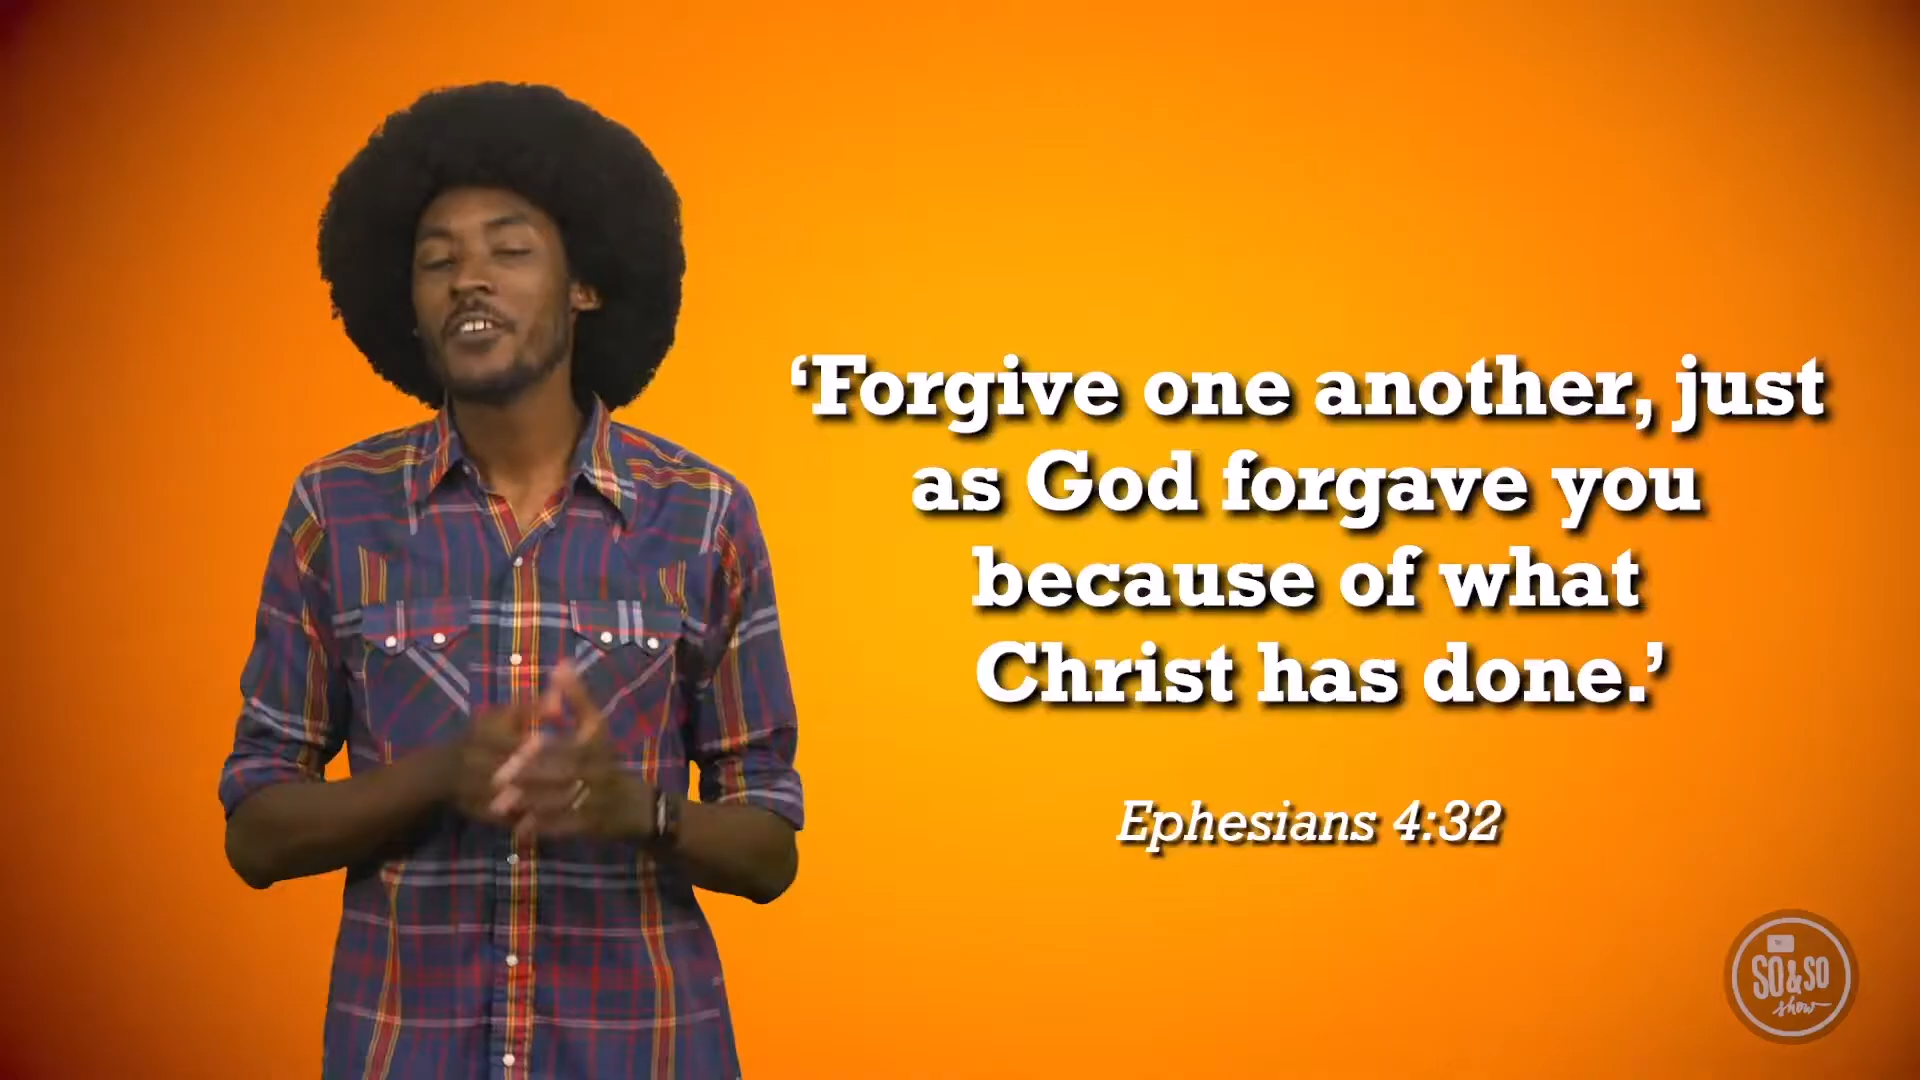 ‘Forgive one another, just
as God forgave you
because of what
Christ has done.’
Ephesians 4:32
SO & SO
show